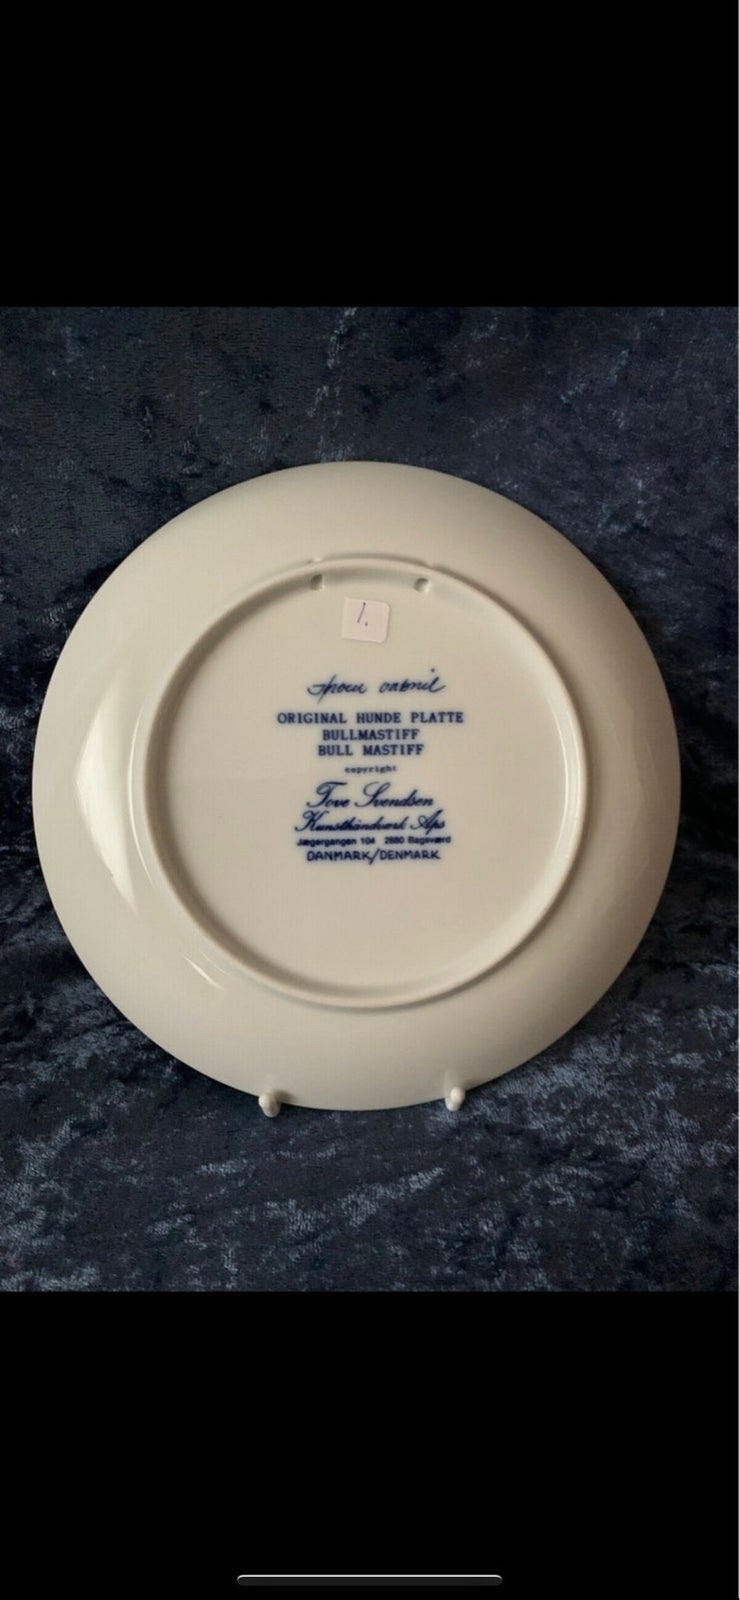 1.
ORIGINAL HUNDE PLATTE
BULLMASTIFF
BULL MASTIFF
copyright
Tove Svendsen
Kunsthåndværk Aps
Jægergangen 104 2880 Bagsværd
DANMARK/DENMARK